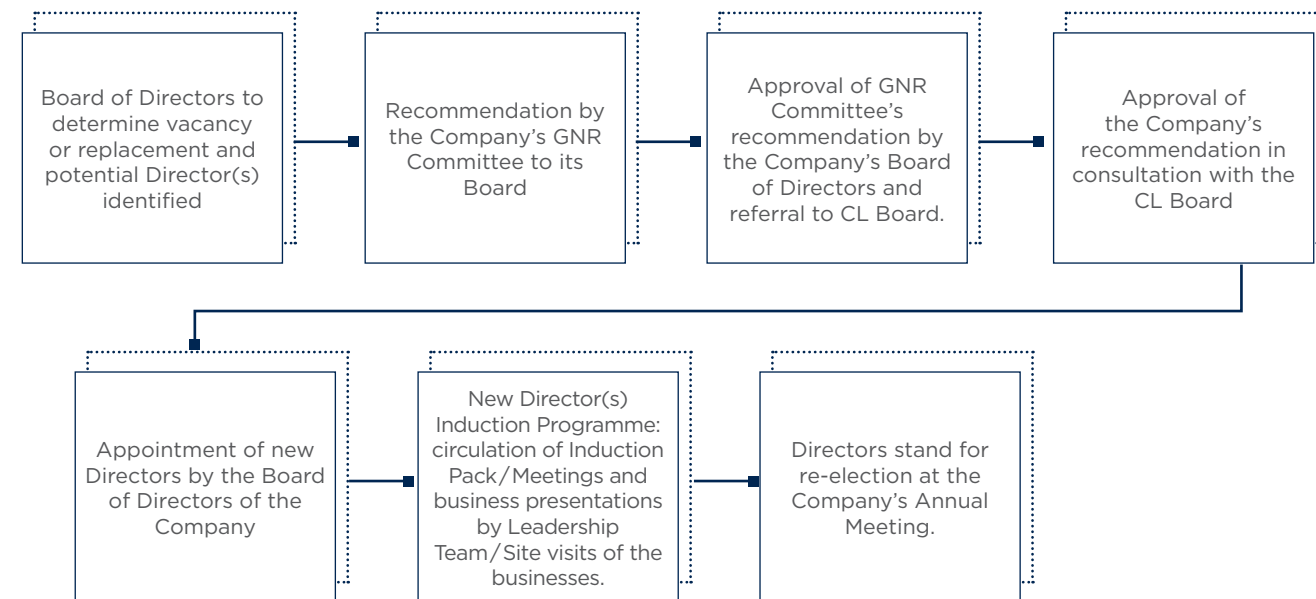 Board of Directors to
determine vacancy
or replacement and
potential Director(s)
identified
Recommendation by
the Company's GNR
Committee to its
Board
Approval of GNR
Committee's
recommendation by
the Company's Board
of Directors and
referral to CL Board.
Approval of
the Company's
recommendation in
consultation with the
CL Board
Appointment of new
Directors by the Board
of Directors of the
Company
New Director(s)
Induction Programme:
circulation of Induction
Pack/Meetings and
business presentations
by Leadership
Team/Site visits of the
businesses.
Directors stand for
re-election at the
Company's Annual
Meeting.